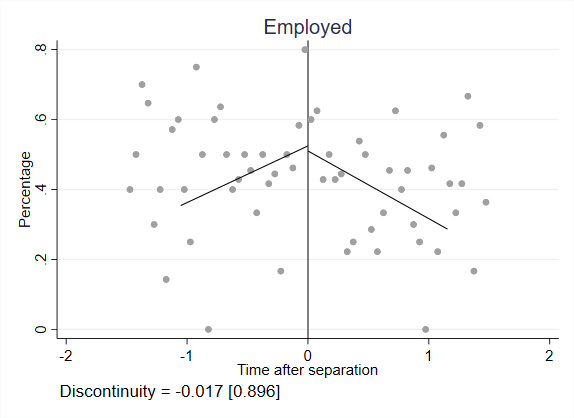 Employed
Percentage
.8
.6
.4
.2
0
-2 -1 0 1 2
Time after separation
Discontinuity = -0.017 [0.896]